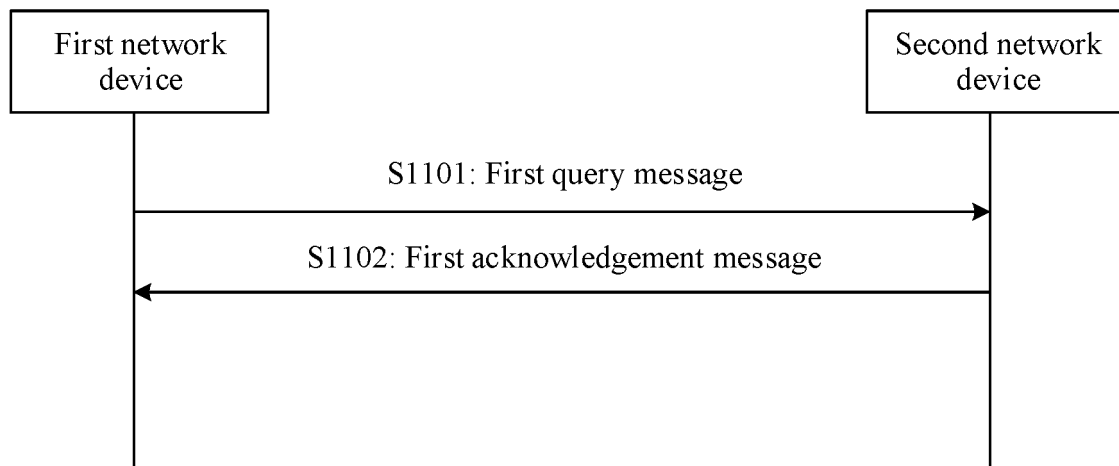 First network
device
Second network
device
S1101: First query message
S1102: First acknowledgement message